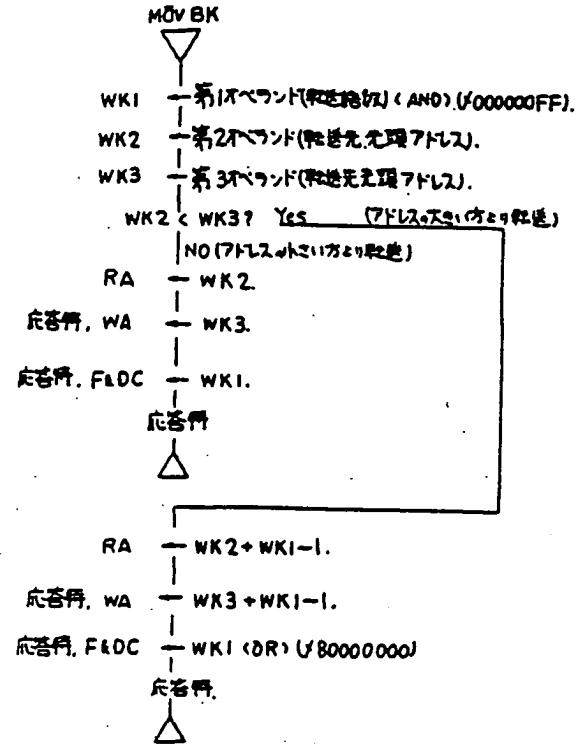 MOV BK
WK1 ← 第1オペランド(転送語数) (AND) (/000000FF).
WK2 ← 第2オペランド(転送先, 先頭アドレス).
WK3 ← 第3オペランド(転送先先頭アドレス).
WK2 < WK3? Yes (アドレスの大きい方より転送)
NO (アドレスの小さい方より転送)
RA ← WK2.
応答待, WA ← WK3.
応答待, F&DC ← WK1.
応答待
RA ← WK2+WK1-1.
応答待, WA ← WK3+WK1-1.
応答待, F&DC ← WK1 (OR) (/80000000)
応答待.